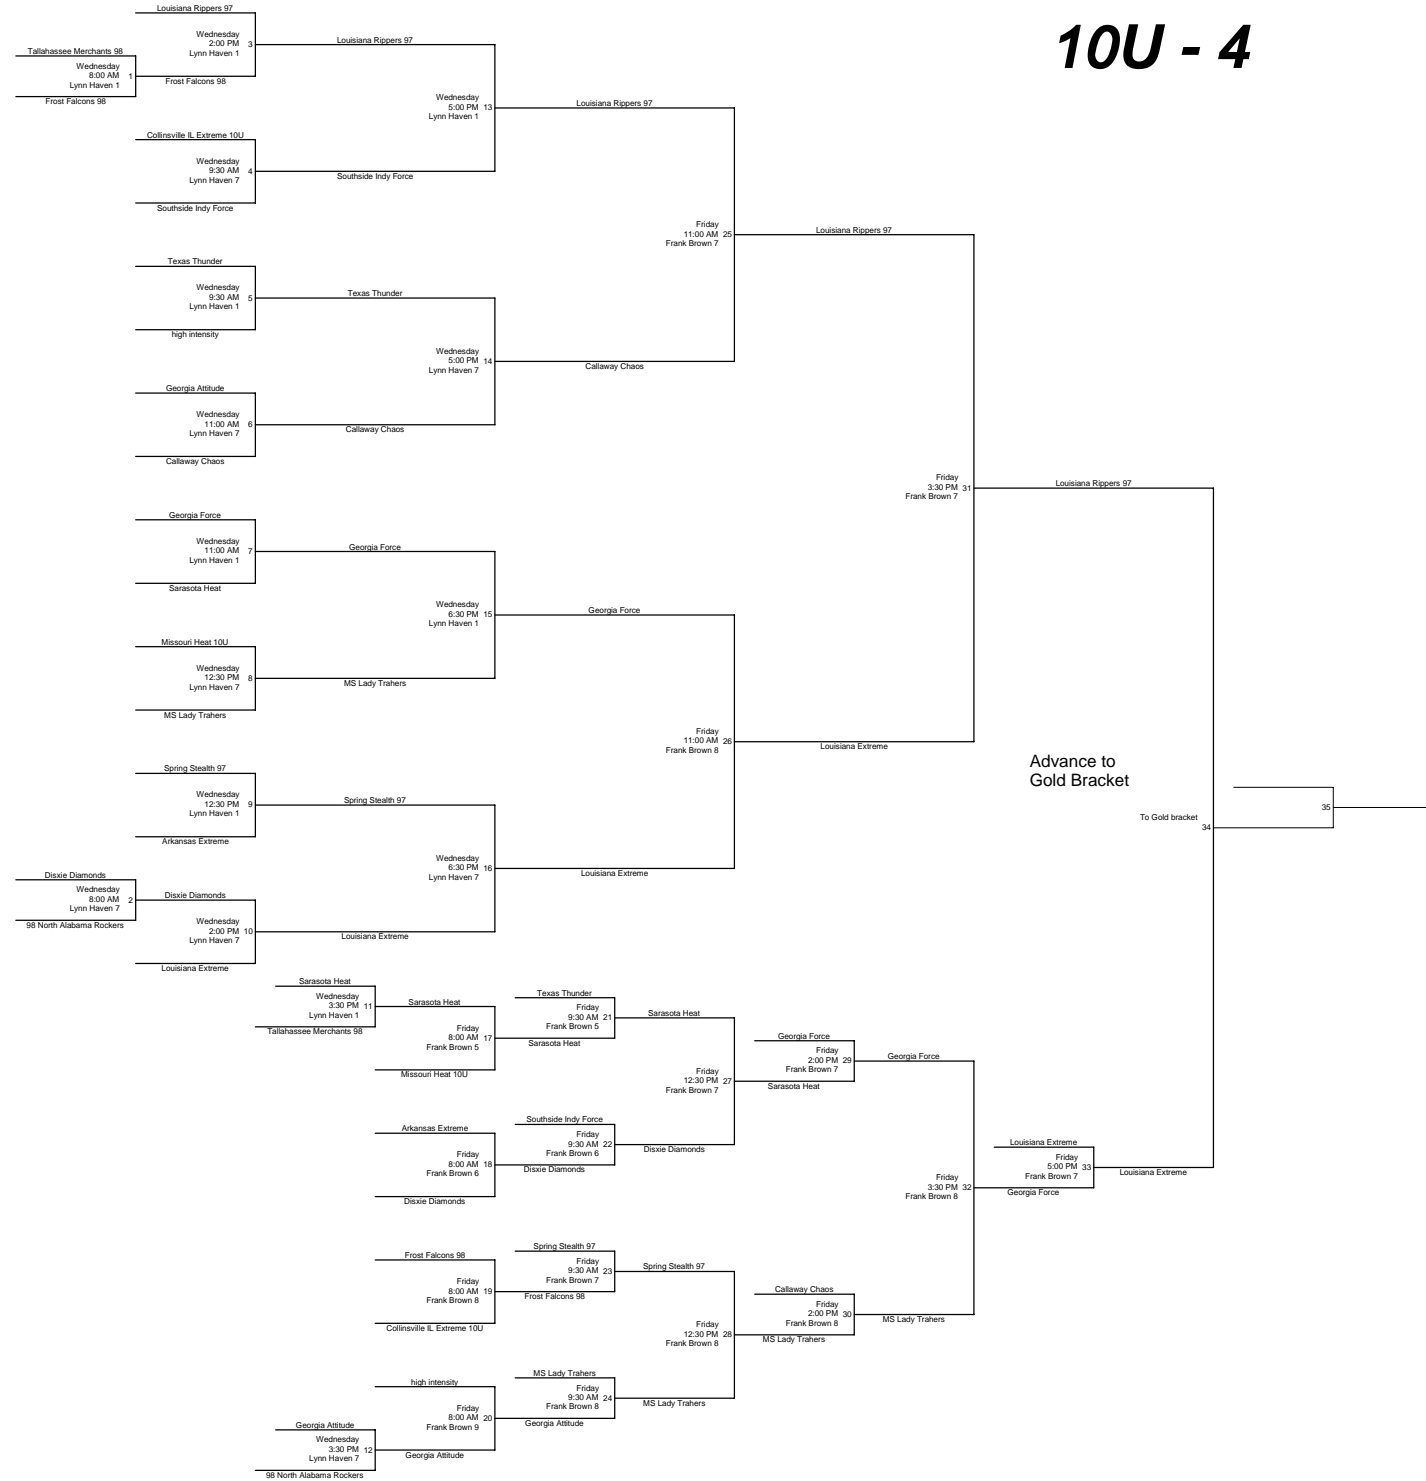 10U - 4
Louisiana Rippers 97
Wednesday
2:00 PM 3
Lynn Haven 1
Louisiana Rippers 97
Tallahassee Merchants 98
Wednesday
8:00 AM 1
Lynn Haven 1
Frost Falcons 98
Frost Falcons 98
Wednesday
5:00 PM 13
Lynn Haven 1
Louisiana Rippers 97
Collinsville IL Extreme 10U
Wednesday
9:30 AM 4
Lynn Haven 7
Southside Indy Force
Southside Indy Force
Friday
11:00 AM 25
Frank Brown 7
Louisiana Rippers 97
Texas Thunder
Wednesday
9:30 AM 5
Lynn Haven 1
Texas Thunder
high intensity
Wednesday
5:00 PM 14
Lynn Haven 7
Callaway Chaos
Georgia Attitude
Wednesday
11:00 AM 6
Lynn Haven 7
Callaway Chaos
Callaway Chaos
Friday
3:30 PM 31
Frank Brown 7
Louisiana Rippers 97
Georgia Force
Wednesday
11:00 AM 7
Lynn Haven 1
Georgia Force
Sarasota Heat
Wednesday
6:30 PM 15
Lynn Haven 1
Georgia Force
Missouri Heat 10U
Wednesday
12:30 PM 8
Lynn Haven 7
MS Lady Trahers
MS Lady Trahers
Friday
11:00 AM 26
Frank Brown 8
Louisiana Extreme
Spring Stealth 97
Wednesday
12:30 PM 9
Lynn Haven 1
Spring Stealth 97
Arkansas Extreme
Wednesday
6:30 PM 16
Lynn Haven 7
Louisiana Extreme
Disxie Diamonds
Wednesday
8:00 AM 2
Lynn Haven 7
98 North Alabama Rockers
Disxie Diamonds
Wednesday
2:00 PM 10
Lynn Haven 7
Louisiana Extreme
Louisiana Extreme
Advance to
Gold Bracket
To Gold bracket
34
35
Sarasota Heat
Wednesday
3:30 PM 11
Lynn Haven 1
Tallahassee Merchants 98
Sarasota Heat
Friday
8:00 AM 17
Frank Brown 5
Missouri Heat 10U
Texas Thunder
Friday
9:30 AM 21
Frank Brown 5
Sarasota Heat
Sarasota Heat
Friday
12:30 PM 27
Frank Brown 7
Georgia Force
Friday
2:00 PM 29
Frank Brown 7
Sarasota Heat
Georgia Force
Arkansas Extreme
Friday
8:00 AM 18
Frank Brown 6
Disxie Diamonds
Southside Indy Force
Friday
9:30 AM 22
Frank Brown 6
Disxie Diamonds
Disxie Diamonds
Friday
3:30 PM 32
Frank Brown 8
Louisiana Extreme
Friday
5:00 PM 33
Frank Brown 7
Georgia Force
Louisiana Extreme
Frost Falcons 98
Friday
8:00 AM 19
Frank Brown 8
Collinsville IL Extreme 10U
Spring Stealth 97
Friday
9:30 AM 23
Frank Brown 7
Frost Falcons 98
Spring Stealth 97
Friday
12:30 PM 28
Frank Brown 8
Callaway Chaos
Friday
2:00 PM 30
Frank Brown 8
MS Lady Trahers
MS Lady Trahers
high intensity
Friday
8:00 AM 20
Frank Brown 9
MS Lady Trahers
Friday
9:30 AM 24
Frank Brown 8
Georgia Attitude
MS Lady Trahers
Georgia Attitude
Wednesday
3:30 PM 12
Lynn Haven 7
98 North Alabama Rockers
Georgia Attitude